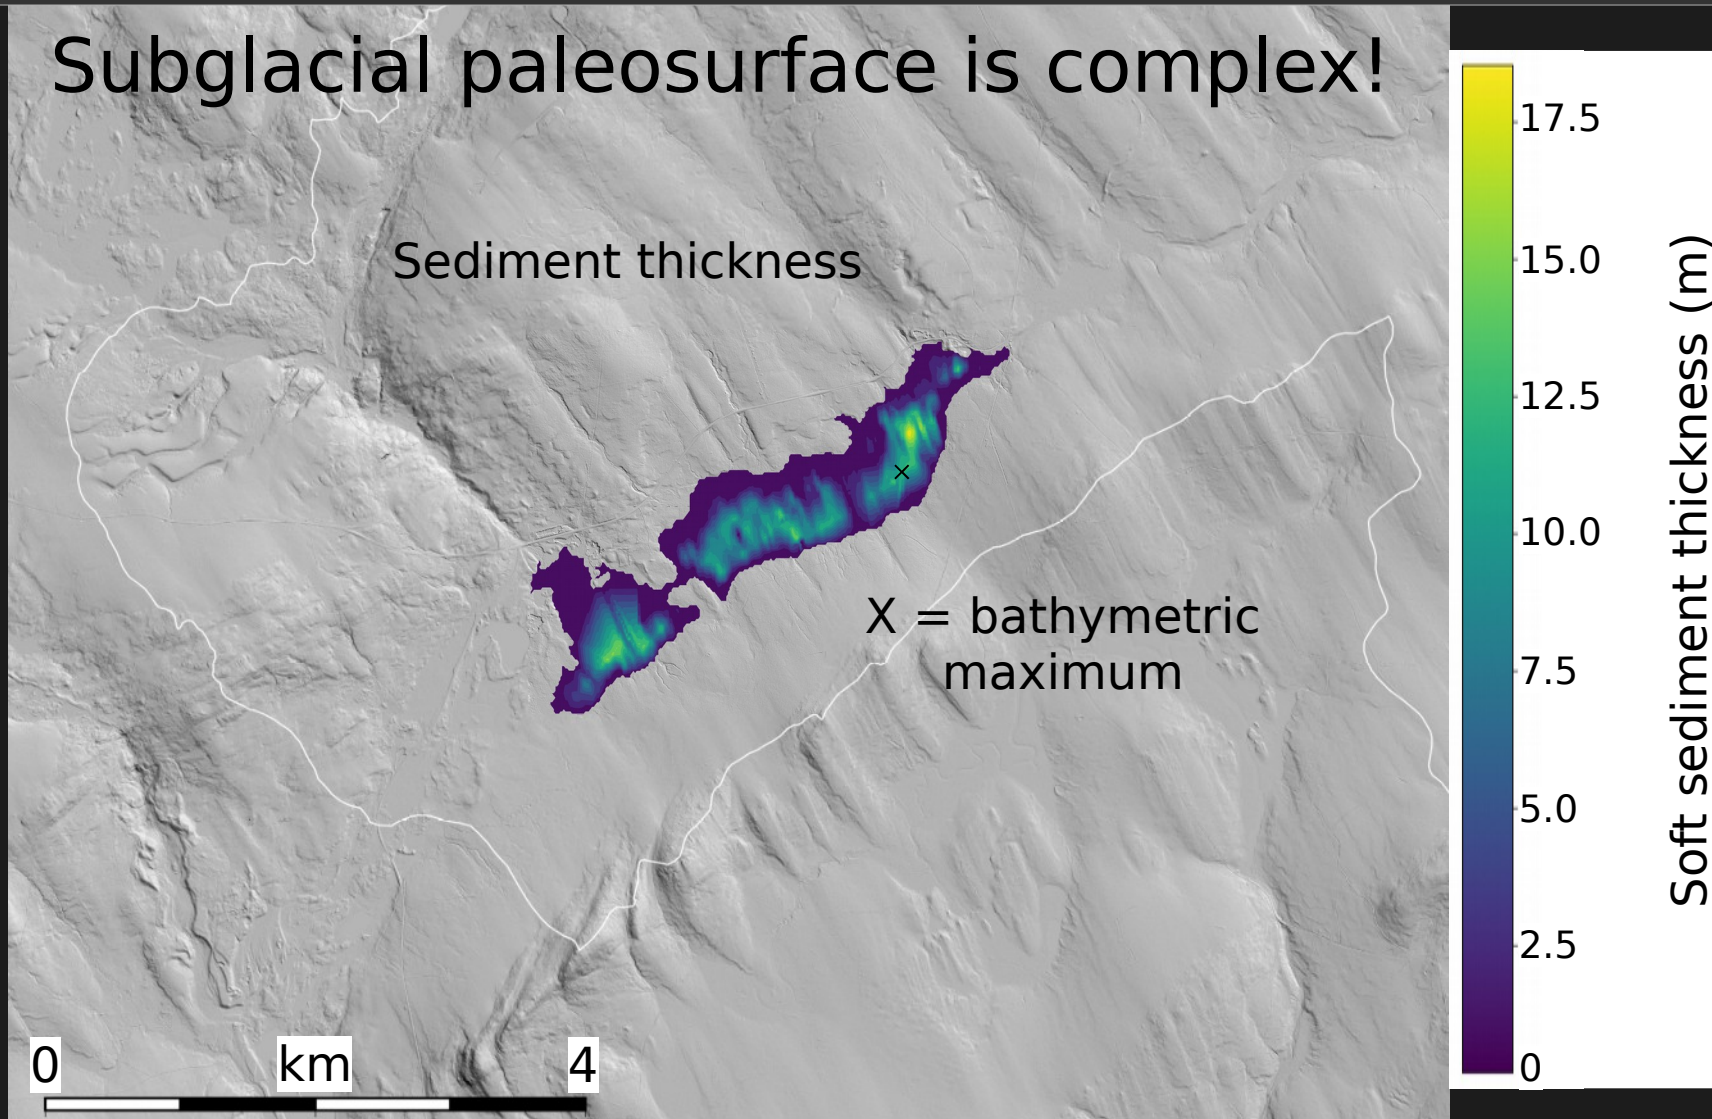 Subglacial paleosurface is complex!
Sediment thickness
X = bathymetric
maximum
0 km 4
17.5
15.0
12.5
10.0
7.5
5.0
2.5
0
Soft sediment thickness (m)